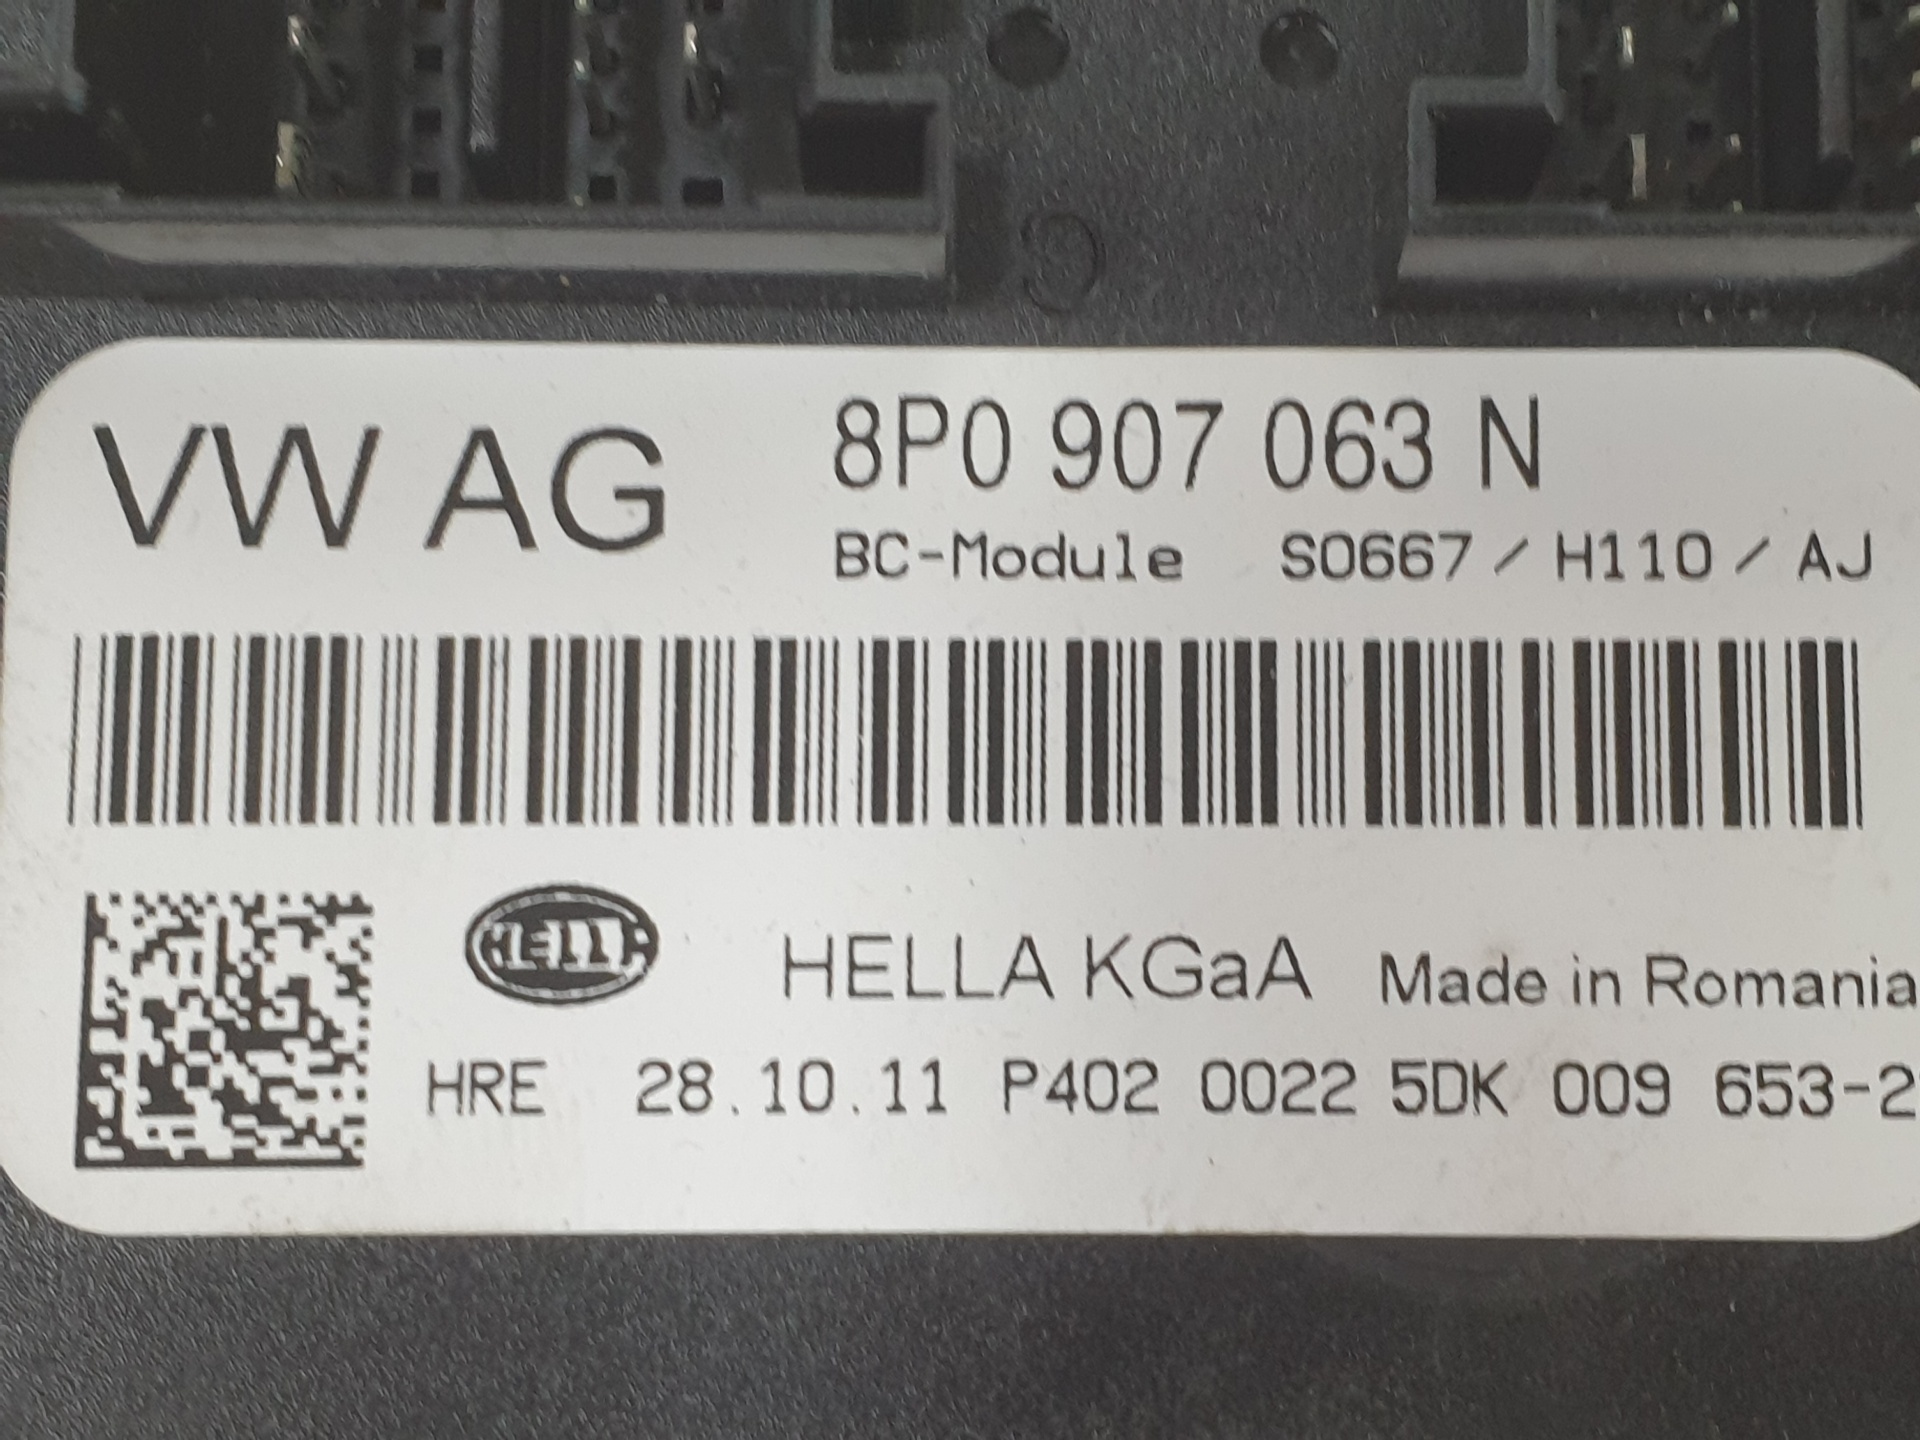 VW AG
8P0 907 063 N
BC-Module S0667 / H110 / AJ
HELLA
HELLA KGaA Made in Romania
HRE 28.10.11 P402 0022 5DK 009 653-2